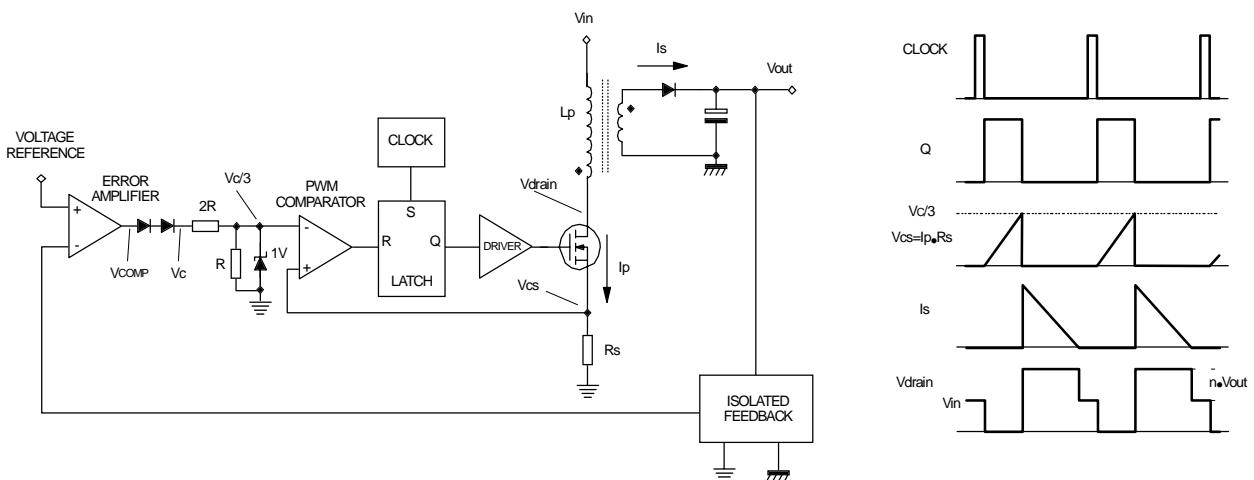 Vin
Is
Vout
Lp
CLOCK
VOLTAGE
REFERENCE
ERROR
AMPLIFIER
Vc/3
PWM
COMPARATOR
Vdrain
2R
S
+
-
-
+
R
Q
DRIVER
LATCH
R
1V
VCOMP
Vc
Ip
Vcs
Rs
ISOLATED
FEEDBACK
CLOCK
Q
Vc/3
Vcs=Ip•Rs
Is
Vdrain
n•Vout
Vin